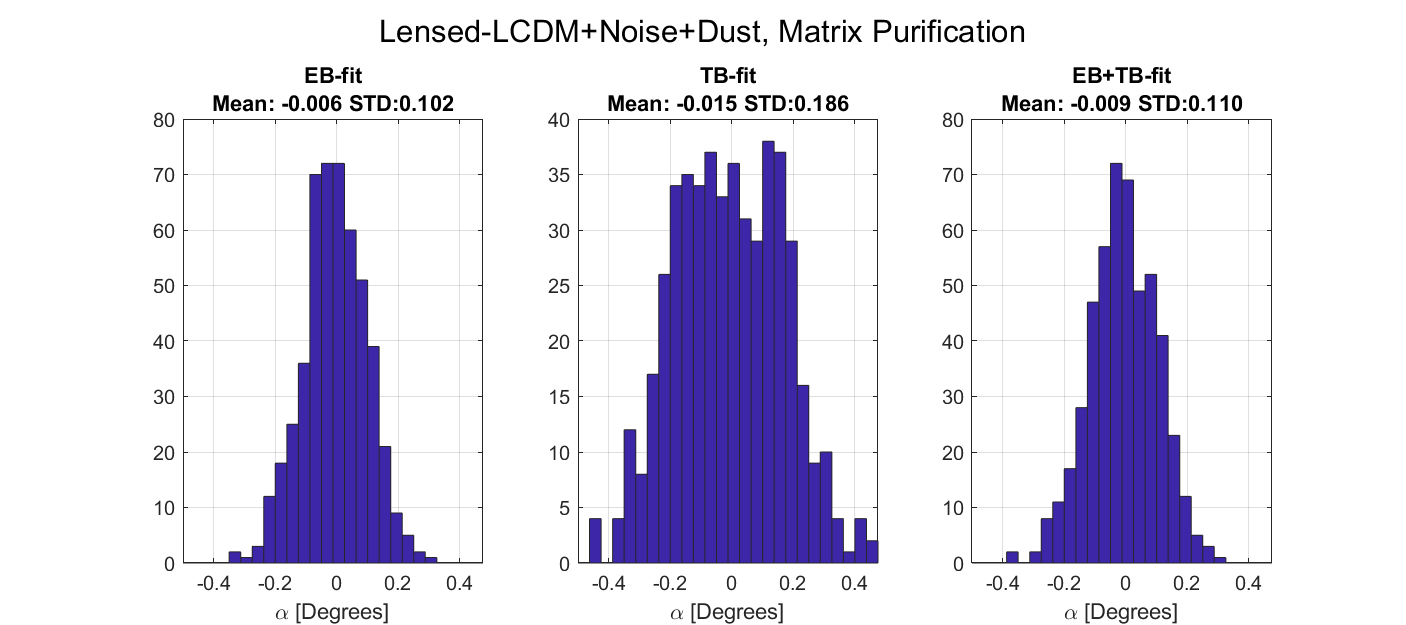 Lensed-LCDM+Noise+Dust, Matrix Purification
EB-fit
Mean: -0.006 STD:0.102
80
70
60
50
40
30
20
10
0
-0.4 -0.2 0 0.2 0.4
α [Degrees]
TB-fit
Mean: -0.015 STD:0.186
40
35
30
25
20
15
10
5
0
-0.4 -0.2 0 0.2 0.4
α [Degrees]
EB+TB-fit
Mean: -0.009 STD:0.110
80
70
60
50
40
30
20
10
0
-0.4 -0.2 0 0.2 0.4
α [Degrees]